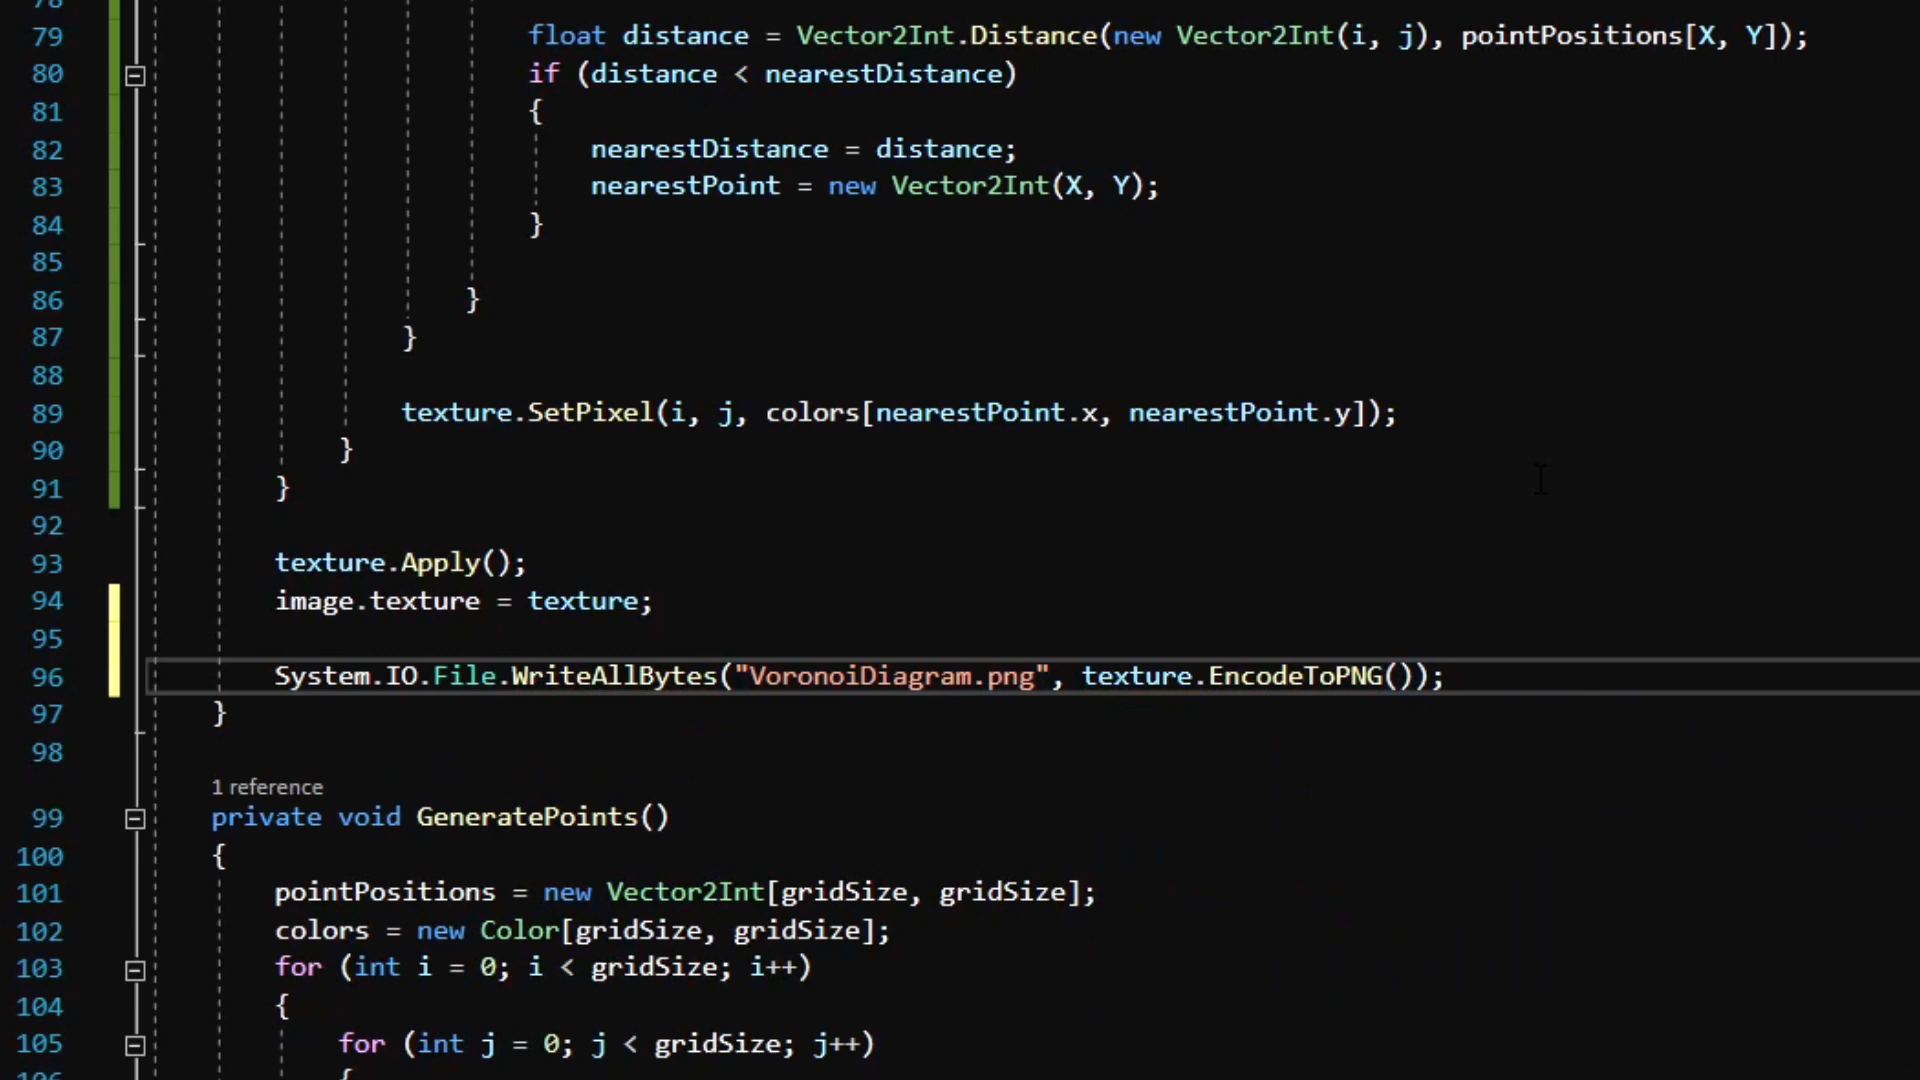 79 float distance = Vector2Int.Distance(new Vector2Int(i, j), pointPositions[X, Y]);
80 if (distance < nearestDistance)
81 {
82 nearestDistance = distance;
83 nearestPoint = new Vector2Int(X, Y);
84 }
85
86 }
87 }
88
89 texture.SetPixel(i, j, colors[nearestPoint.x, nearestPoint.y]);
90 }
91 }
92
93 texture.Apply();
94 image.texture = texture;
95
96 System.IO.File.WriteAllBytes("VoronoiDiagram.png", texture.EncodeToPNG());
97 }
98
1 reference
99 private void GeneratePoints()
100 {
101 pointPositions = new Vector2Int[gridSize, gridSize];
102 colors = new Color[gridSize, gridSize];
103 for (int i = 0; i < gridSize; i++)
104 {
105 for (int j = 0; j < gridSize; j++)